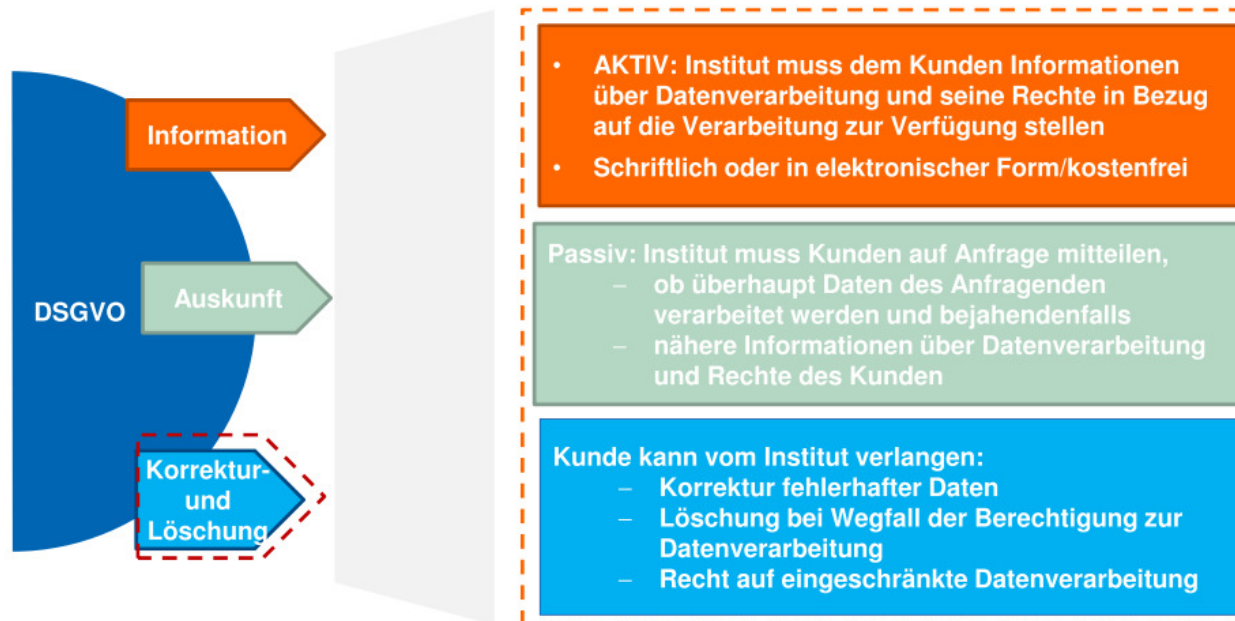 DSGVO
Information
• AKTIV: Institut muss dem Kunden Informationen
über Datenverarbeitung und seine Rechte in Bezug
auf die Verarbeitung zur Verfügung stellen
• Schriftlich oder in elektronischer Form/kostenfrei
Auskunft
Passiv: Institut muss Kunden auf Anfrage mitteilen,
– ob überhaupt Daten des Anfragenden
verarbeitet werden und bejahendenfalls
– nähere Informationen über Datenverarbeitung
und Rechte des Kunden
Korrektur-
und
Löschung
Kunde kann vom Institut verlangen:
– Korrektur fehlerhafter Daten
– Löschung bei Wegfall der Berechtigung zur
Datenverarbeitung
– Recht auf eingeschränkte Datenverarbeitung